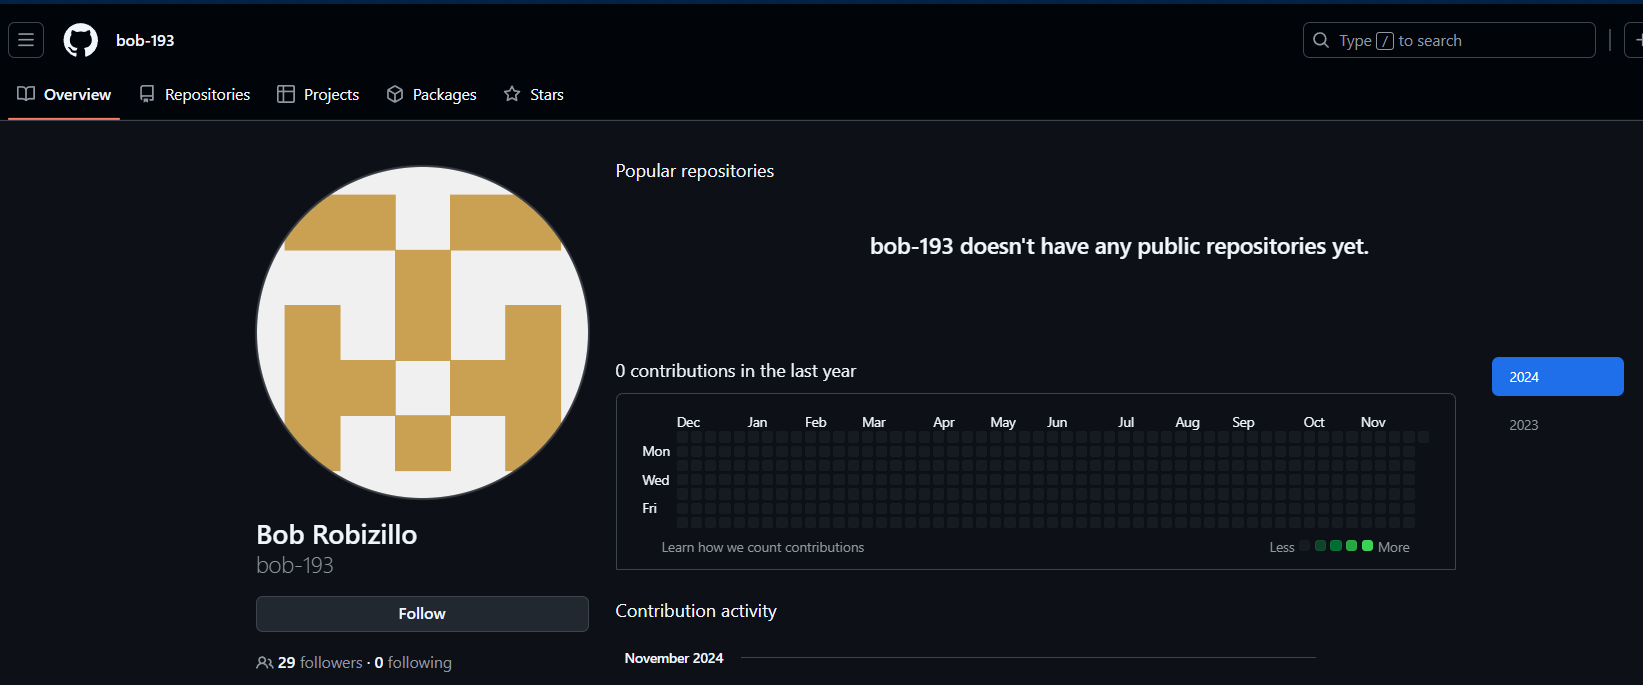 bob-193
Type / to search
Overview Repositories Projects Packages Stars
Popular repositories
bob-193 doesn't have any public repositories yet.
0 contributions in the last year
2024
2023
Dec Jan Feb Mar Apr May Jun Jul Aug Sep Oct Nov
Mon
Wed
Fri
Learn how we count contributions
Less More
Bob Robizillo
bob-193
Follow
29 followers · 0 following
Contribution activity
November 2024